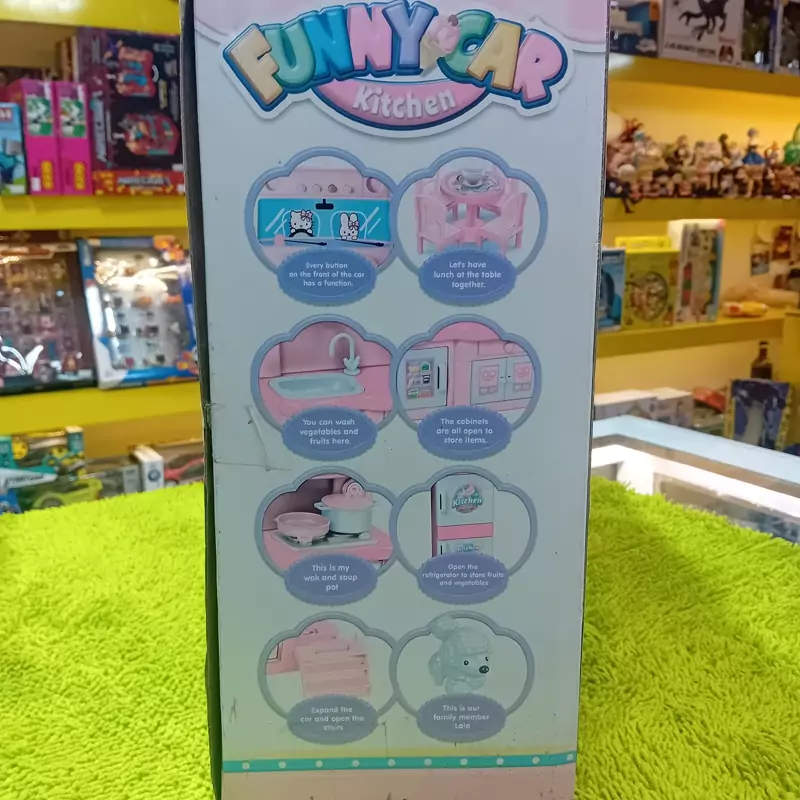 FUNNY CAR
Kitchen
Every button
on the front of the car
has a function.
Let's have
lunch at the table
together.
You can wash
vegetables and
fruits here.
The cabinets
are all open to
store items.
This is my
wok and soup
pot
Kitchen
Open the
refrigerator to store fruits
and vegetables
Expand the
car and open the
stairs
This is our
family member
Lala